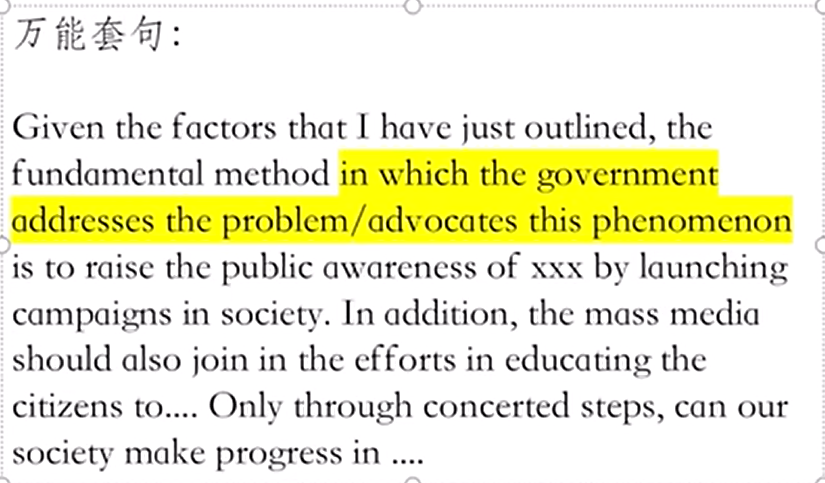 万能套句:
Given the factors that I have just outlined, the
fundamental method in which the government
addresses the problem/advocates this phenomenon
is to raise the public awareness of xxx by launching
campaigns in society. In addition, the mass media
should also join in the efforts in educating the
citizens to.... Only through concerted steps, can our
society make progress in ....